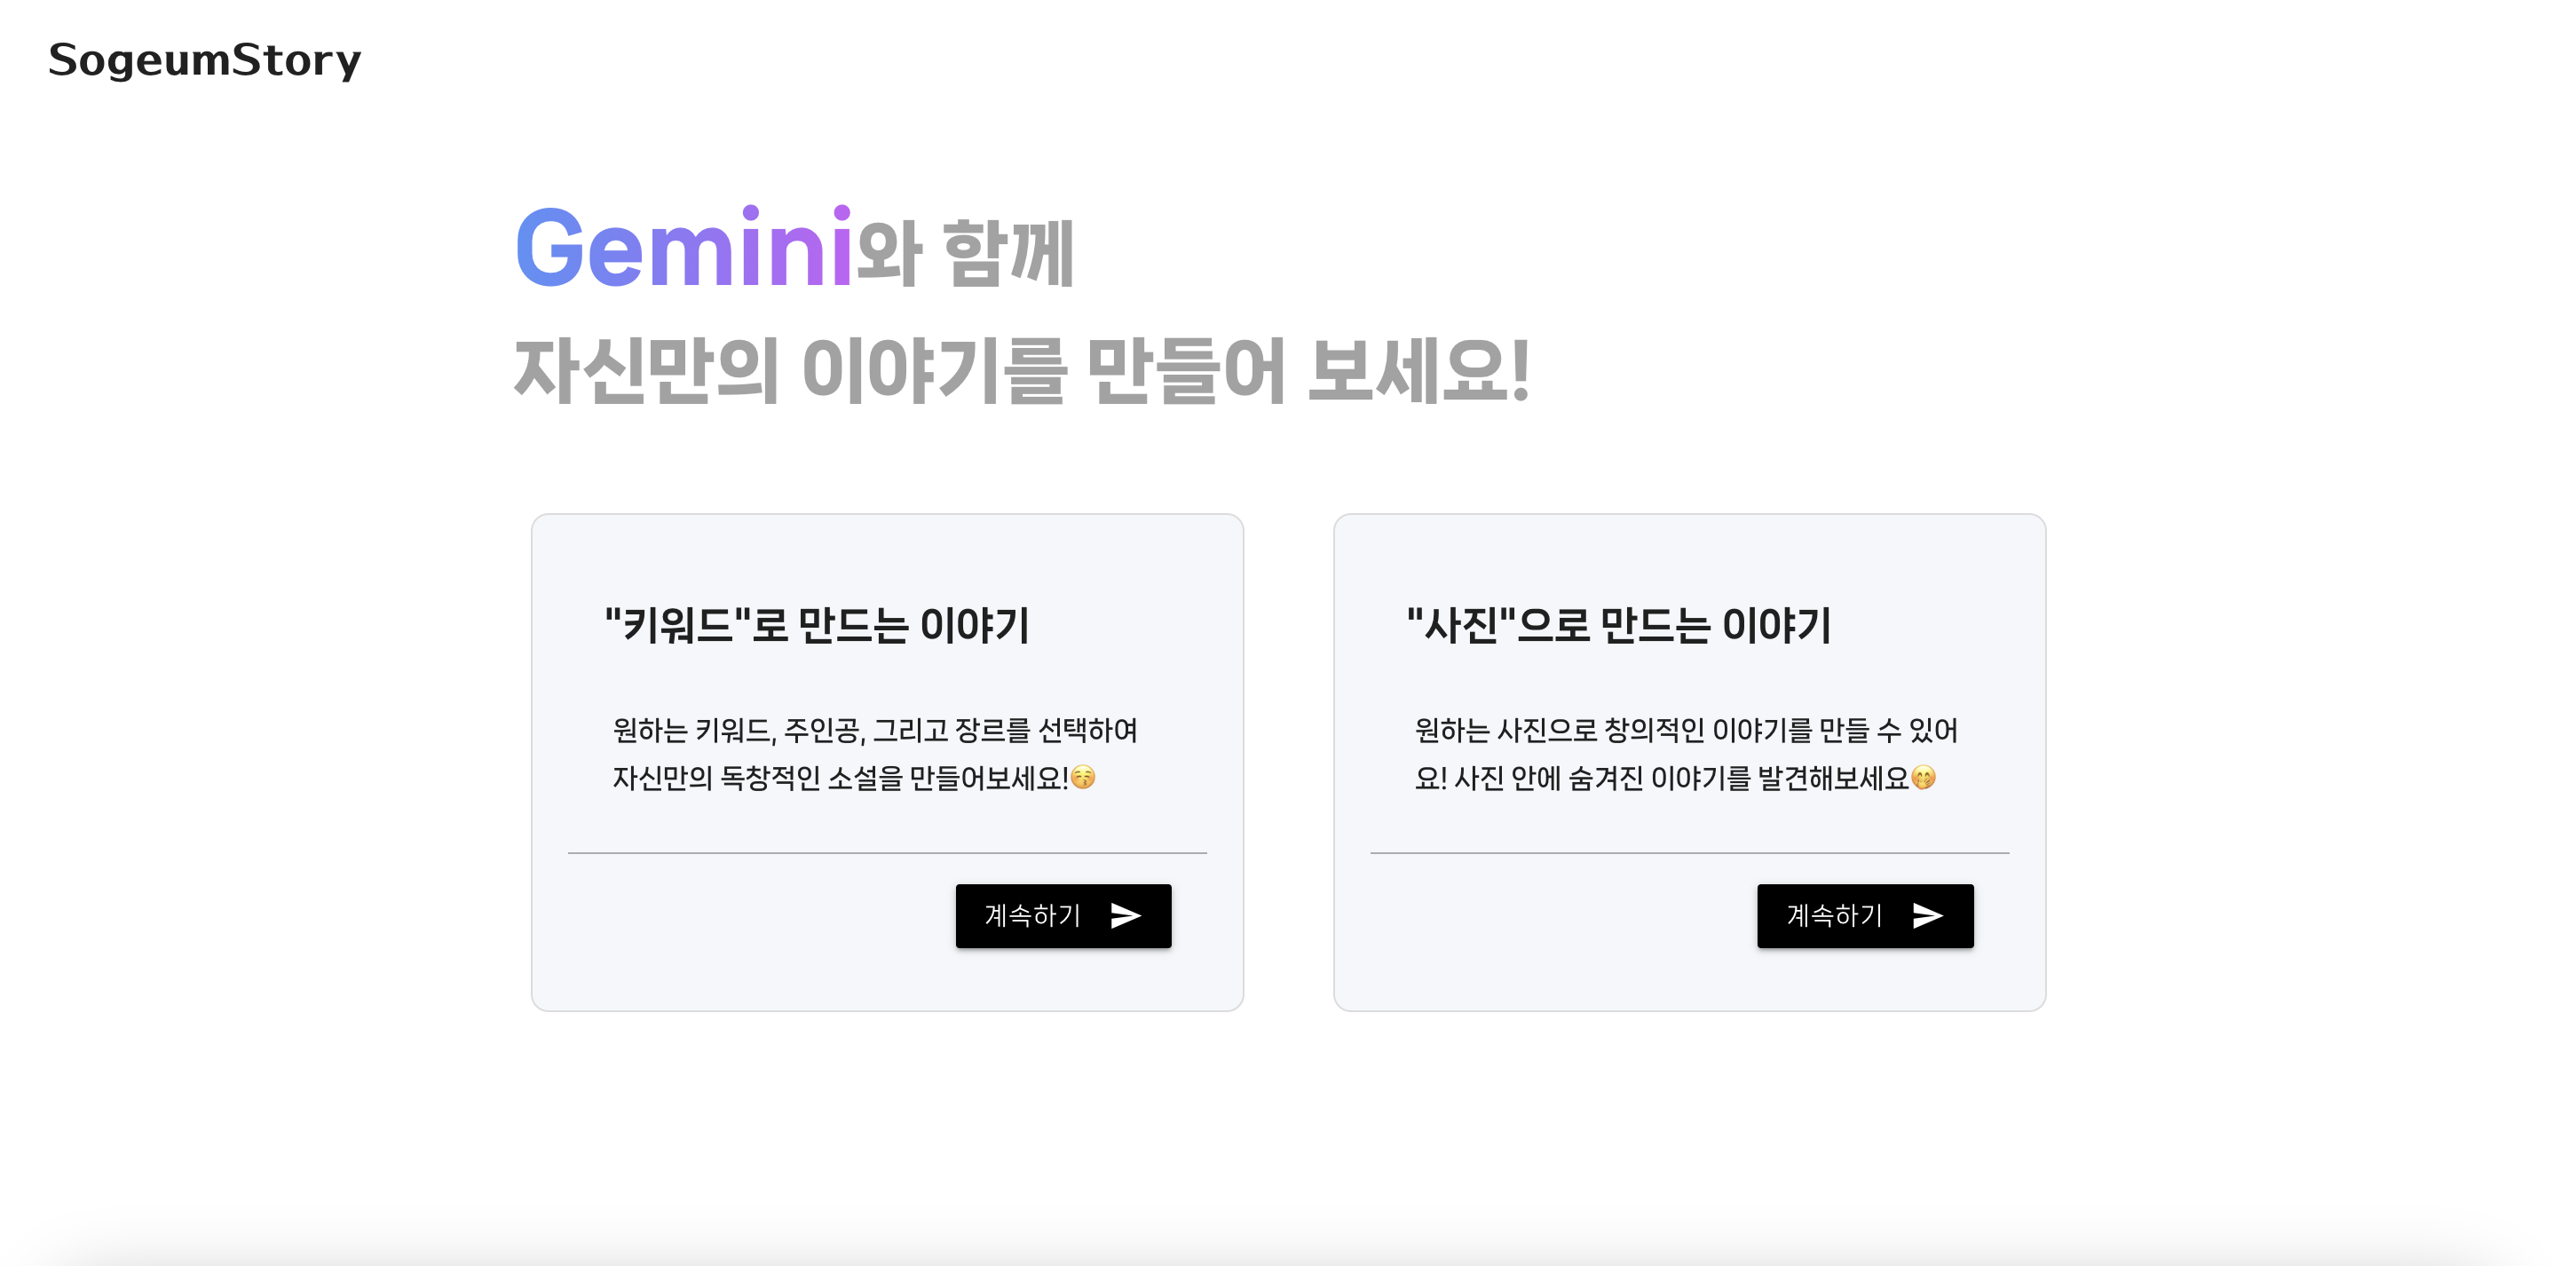 SogeumStory
Gemini와 함께
자신만의 이야기를 만들어 보세요!
"키워드"로 만드는 이야기
원하는 키워드, 주인공, 그리고 장르를 선택하여
자신만의 독창적인 소설을 만들어보세요!😚
계속하기
"사진"으로 만드는 이야기
원하는 사진으로 창의적인 이야기를 만들 수 있어
요! 사진 안에 숨겨진 이야기를 발견해보세요🤭
계속하기